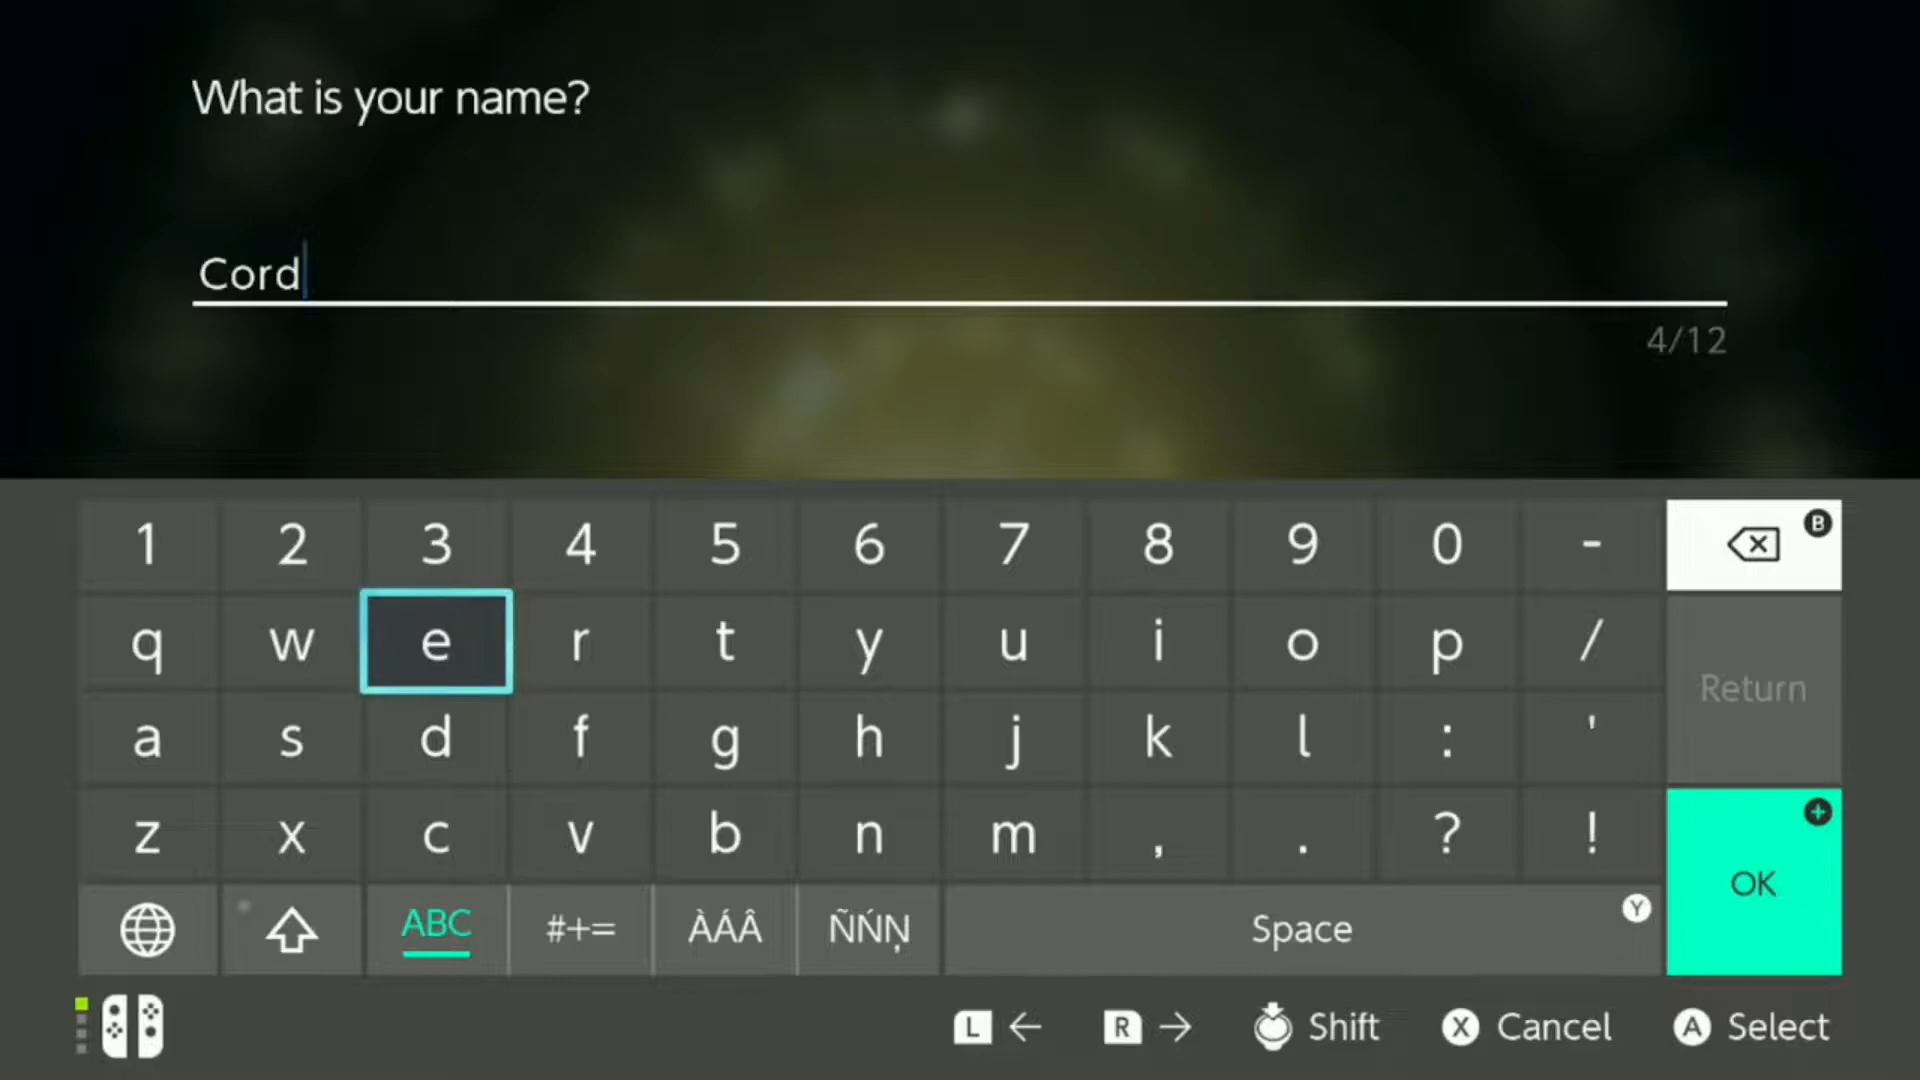 What is your name?
Cord
4/12
1 2 3 4 5 6 7 8 9 0 - B
q w e r t y u i o p / Return
a s d f g h j k l : '
z x c v b n m , . ? ! + OK
ABC #+= ÀÁÂ ÑŃŅ Space Y
L ← R → Shift X Cancel A Select